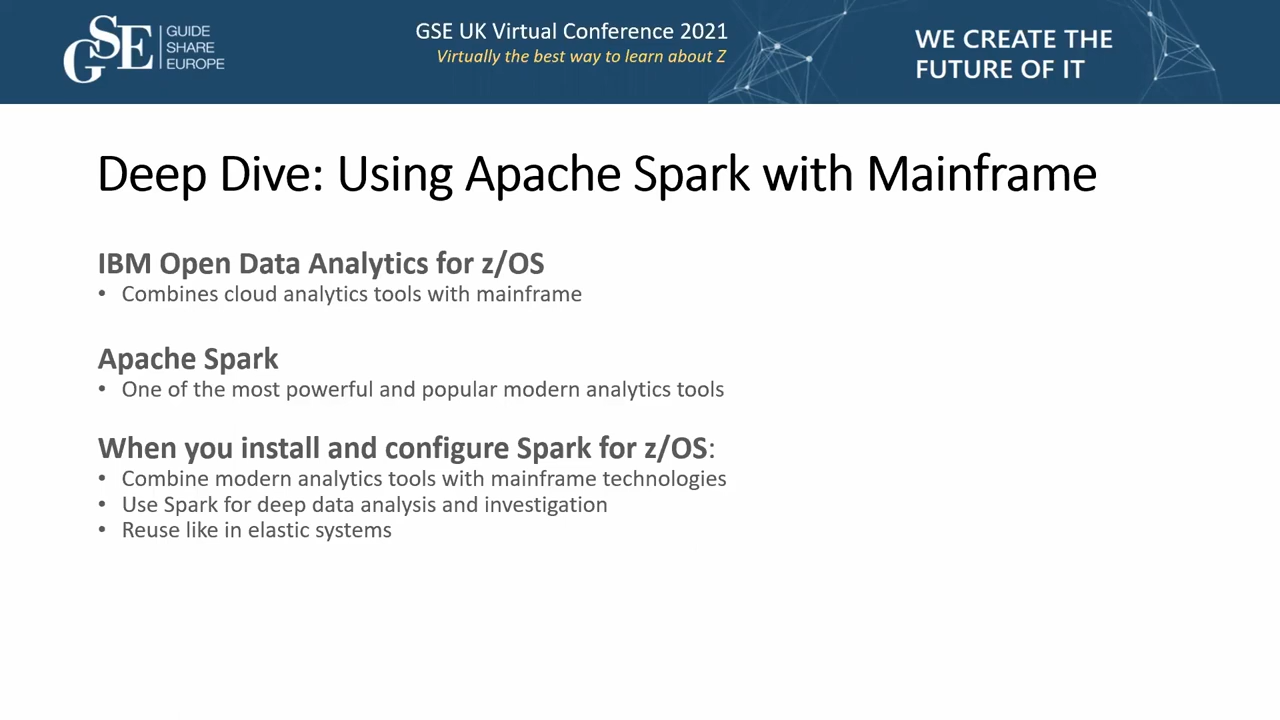 GSE
GUIDE
SHARE
EUROPE
GSE UK Virtual Conference 2021
Virtually the best way to learn about Z
WE CREATE THE
FUTURE OF IT
Deep Dive: Using Apache Spark with Mainframe
IBM Open Data Analytics for z/OS
• Combines cloud analytics tools with mainframe
Apache Spark
• One of the most powerful and popular modern analytics tools
When you install and configure Spark for z/OS:
• Combine modern analytics tools with mainframe technologies
• Use Spark for deep data analysis and investigation
• Reuse like in elastic systems